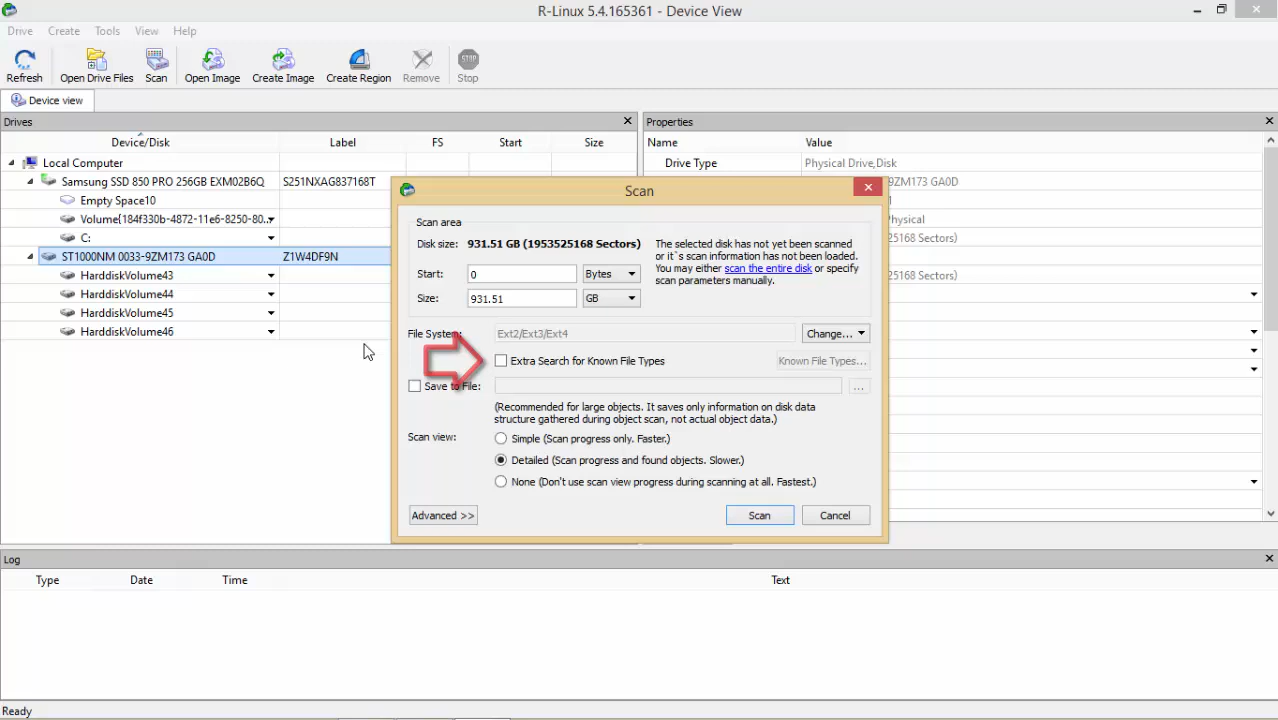 R-Linux 5.4.165361 - Device View
Drive Create Tools View Help
Refresh Open Drive Files Scan Open Image Create Image Create Region Remove Stop
STOP
Device view
Drives
Properties
Device/Disk Label FS Start Size
Name Value
Local Computer
Drive Type Physical Drive,Disk
Samsung SSD 850 PRO 256GB EXM02B6Q S251NXAG837168T
9ZM173 GA0D
Empty Space10
Volume{184f330b-4872-11e6-8250-80..
ysical
C:
25168 Sectors)
ST1000NM 0033-9ZM173 GA0D Z1W4DF9N
HarddiskVolume43
25168 Sectors)
HarddiskVolume44
HarddiskVolume45
HarddiskVolume46
Scan
Scan area
Disk size: 931.51 GB (1953525168 Sectors)
Start: 0 Bytes
Size: 931.51 GB
The selected disk has not yet been scanned
or it`s scan information has not been loaded.
You may either scan the entire disk or specify
scan parameters manually.
File System: Ext2/Ext3/Ext4 Change...
Extra Search for Known File Types Known File Types...
Save to File: ...
(Recommended for large objects. It saves only information on disk data
structure gathered during object scan, not actual object data.)
Scan view:
Simple (Scan progress only. Faster.)
Detailed (Scan progress and found objects. Slower.)
None (Don't use scan view progress during scanning at all. Fastest.)
Advanced >> Scan Cancel
Log
Type Date Time Text
Ready